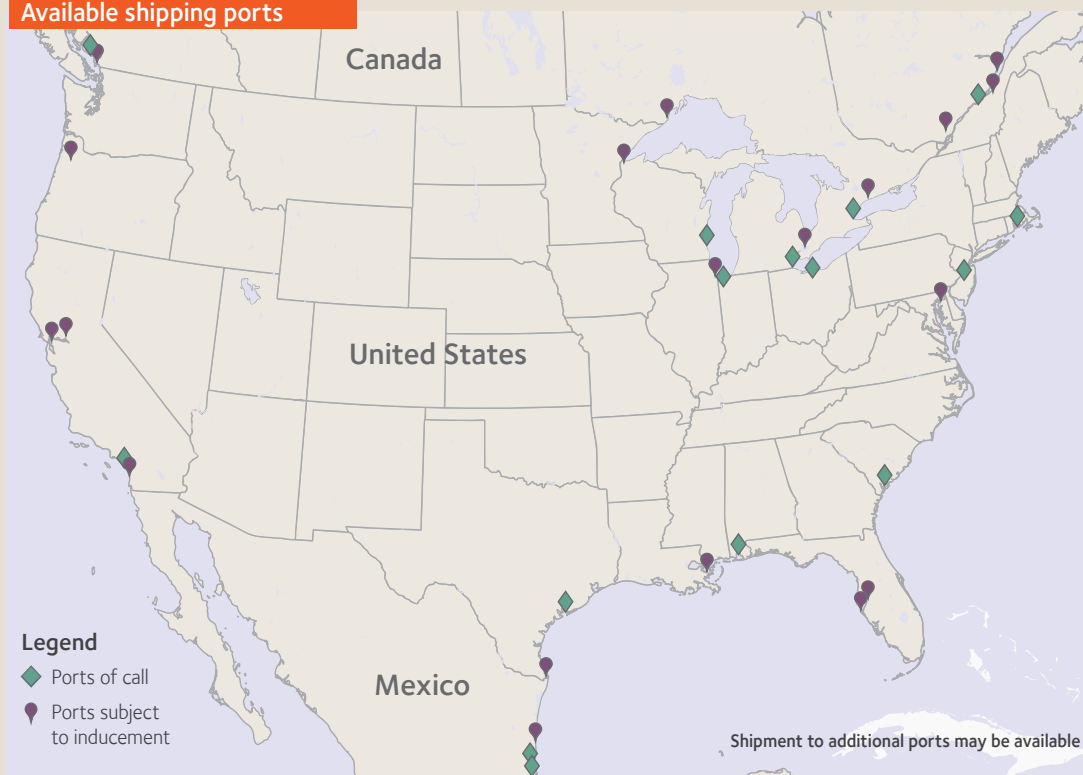 Available shipping ports
Canada
United States
Mexico
Legend
Ports of call
Ports subject
to inducement
Shipment to additional ports may be available